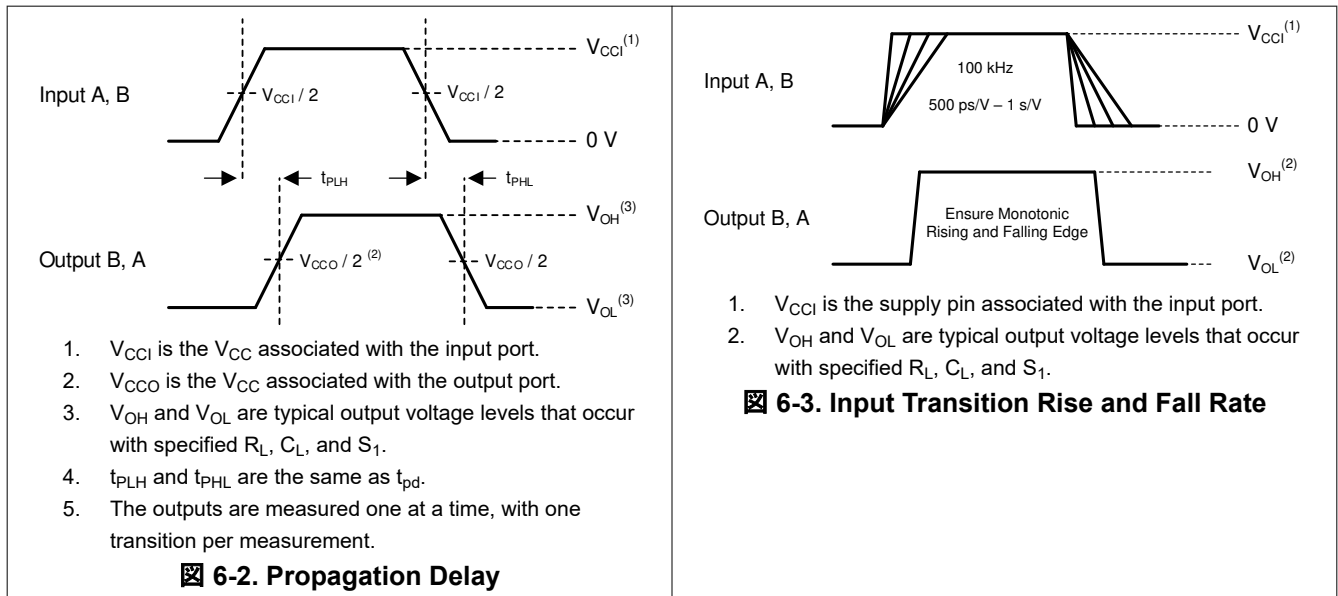 V_CCI(1)
Input A, B
V_CCI / 2
V_CCI / 2
0 V
t_PLH
t_PHL
V_OH(3)
Output B, A
V_CCO / 2 (2)
V_CCO / 2
V_OL(3)
1. V_CCI is the V_CC associated with the input port.
2. V_CCO is the V_CC associated with the output port.
3. V_OH and V_OL are typical output voltage levels that occur
with specified R_L, C_L, and S_1.
4. t_PLH and t_PHL are the same as t_pd.
5. The outputs are measured one at a time, with one
transition per measurement.
図 6-2. Propagation Delay
V_CCI(1)
Input A, B
100 kHz
500 ps/V – 1 s/V
0 V
V_OH(2)
Output B, A
Ensure Monotonic
Rising and Falling Edge
V_OL(2)
1. V_CCI is the supply pin associated with the input port.
2. V_OH and V_OL are typical output voltage levels that occur
with specified R_L, C_L, and S_1.
図 6-3. Input Transition Rise and Fall Rate